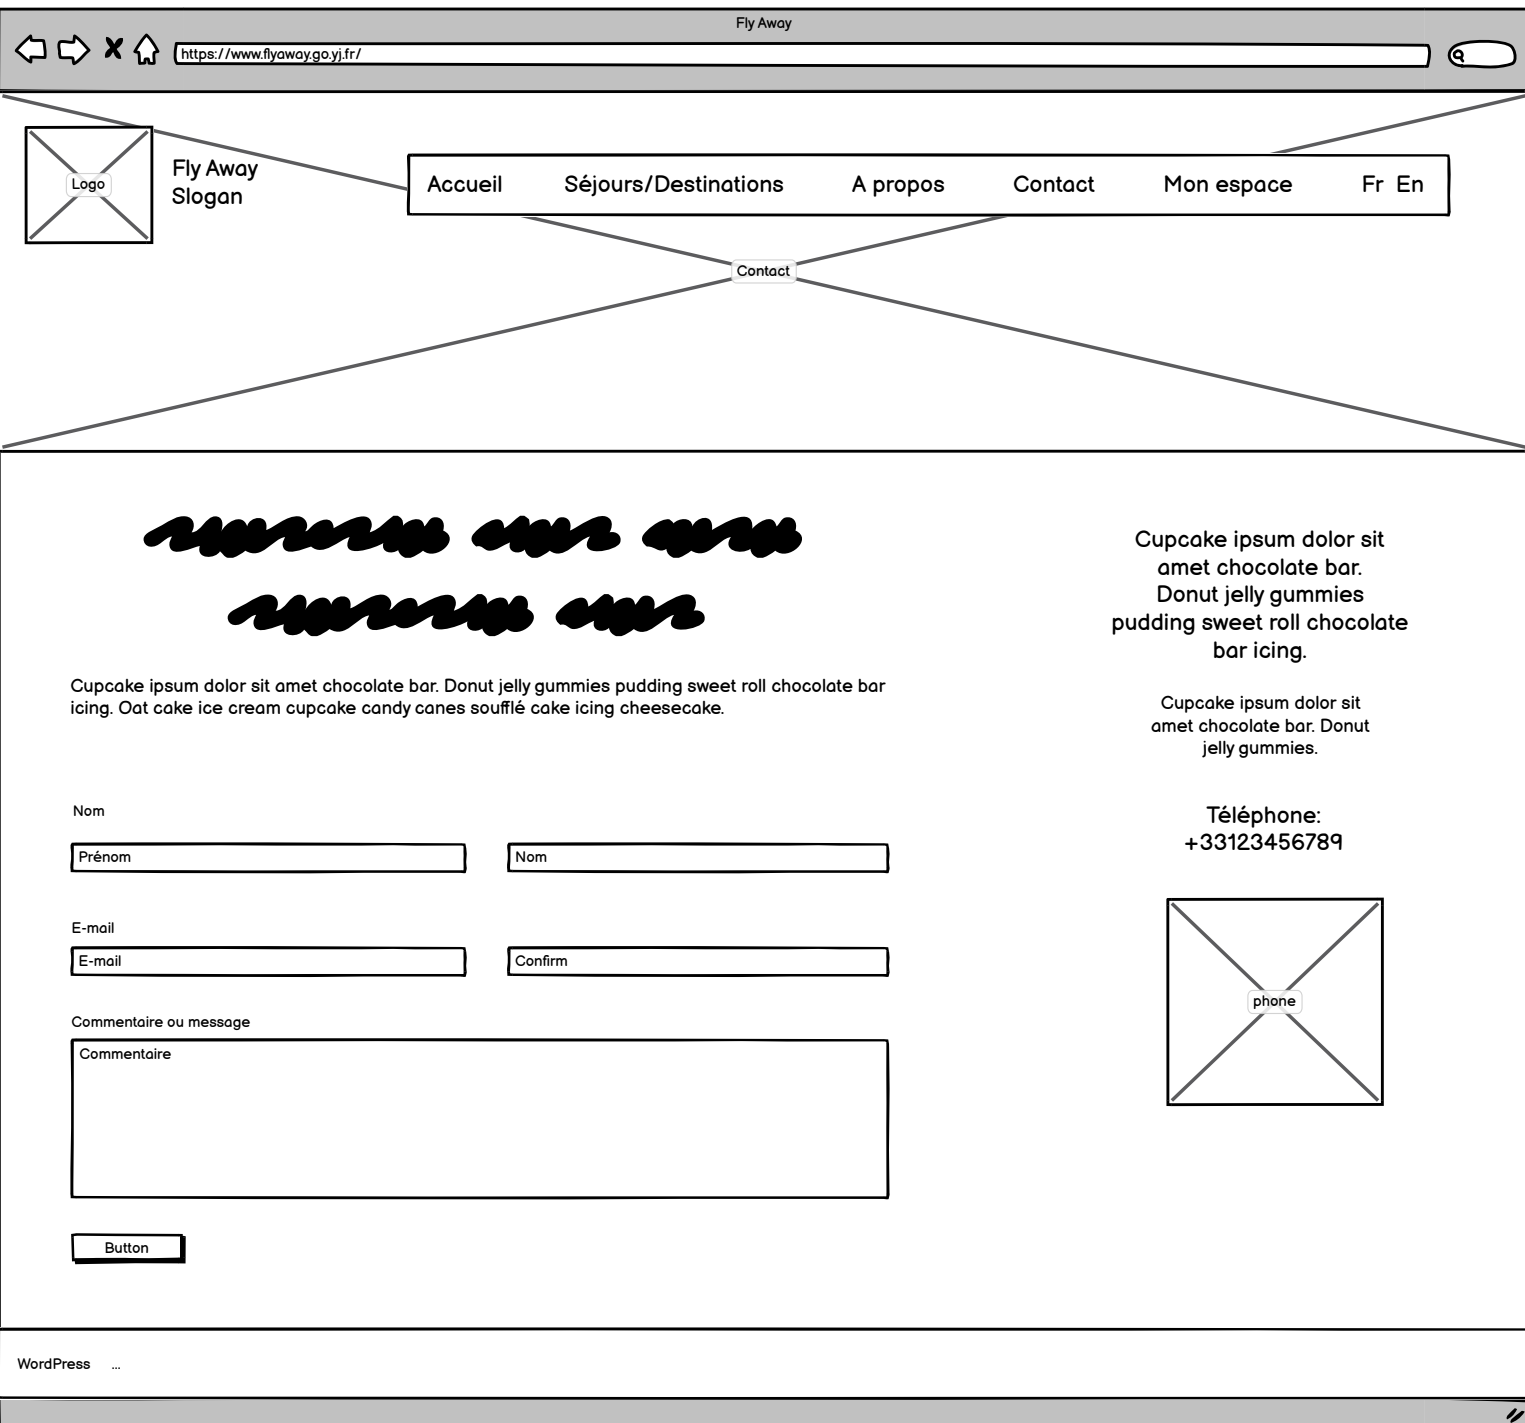 Fly Away
https://www.flyaway.go.yj.fr/
Logo
Fly Away
Slogan
Accueil Séjours/Destinations A propos Contact Mon espace Fr En
Contact
Cupcake ipsum dolor sit amet chocolate bar. Donut jelly gummies pudding sweet roll chocolate bar
icing. Oat cake ice cream cupcake candy canes soufflé cake icing cheesecake.
Nom
Prénom Nom
E-mail
E-mail Confirm
Commentaire ou message
Commentaire
Button
Cupcake ipsum dolor sit
amet chocolate bar.
Donut jelly gummies
pudding sweet roll chocolate
bar icing.
Cupcake ipsum dolor sit
amet chocolate bar. Donut
jelly gummies.
Téléphone:
+33123456789
phone
WordPress ...